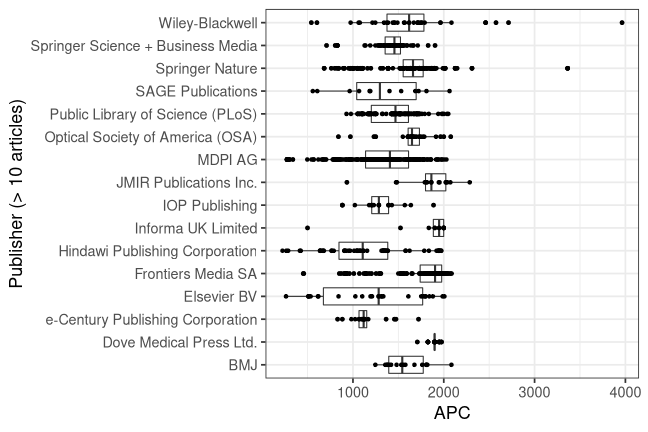 Publisher (> 10 articles)
Wiley-Blackwell
Springer Science + Business Media
Springer Nature
SAGE Publications
Public Library of Science (PLoS)
Optical Society of America (OSA)
MDPI AG
JMIR Publications Inc.
IOP Publishing
Informa UK Limited
Hindawi Publishing Corporation
Frontiers Media SA
Elsevier BV
e-Century Publishing Corporation
Dove Medical Press Ltd.
BMJ
1000 2000 3000 4000
APC